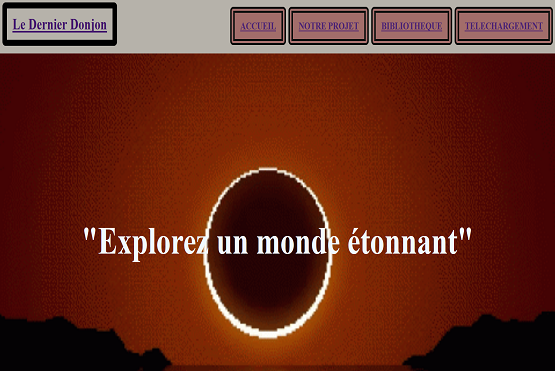 Le Dernier Donjon
ACCUEIL
NOTRE PROJET
BIBLIOTHEQUE
TELECHARGEMENT
"Explorez un monde étonnant"